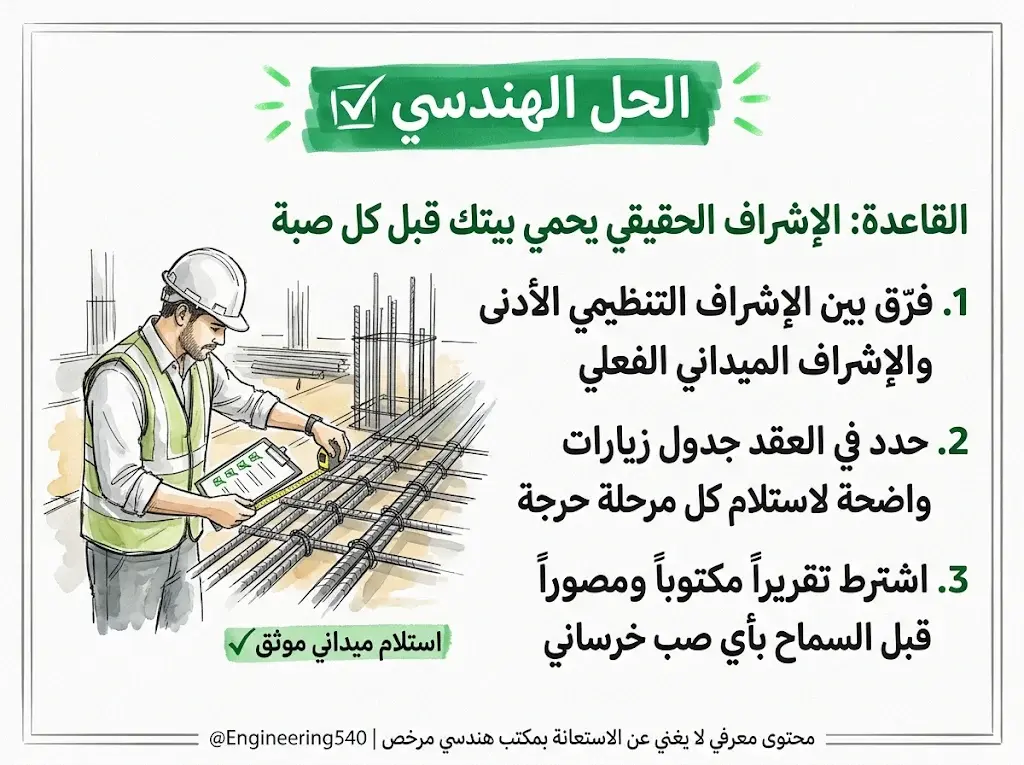 الحل الهندسي
القاعدة: الإشراف الحقيقي يحمي بيتك قبل كل صبة
1. فرّق بين الإشراف التنظيمي الأدنى
والإشراف الميداني الفعلي
2. حدد في العقد جدول زيارات
واضحة لاستلام كل مرحلة حرجة
3. اشترط تقريراً مكتوباً ومصوراً
قبل السماح بأي صب خرساني
استلام ميداني موثق ✓
محتوى معرفي لا يغني عن الاستعانة بمكتب هندسي مرخص | @Engineering540